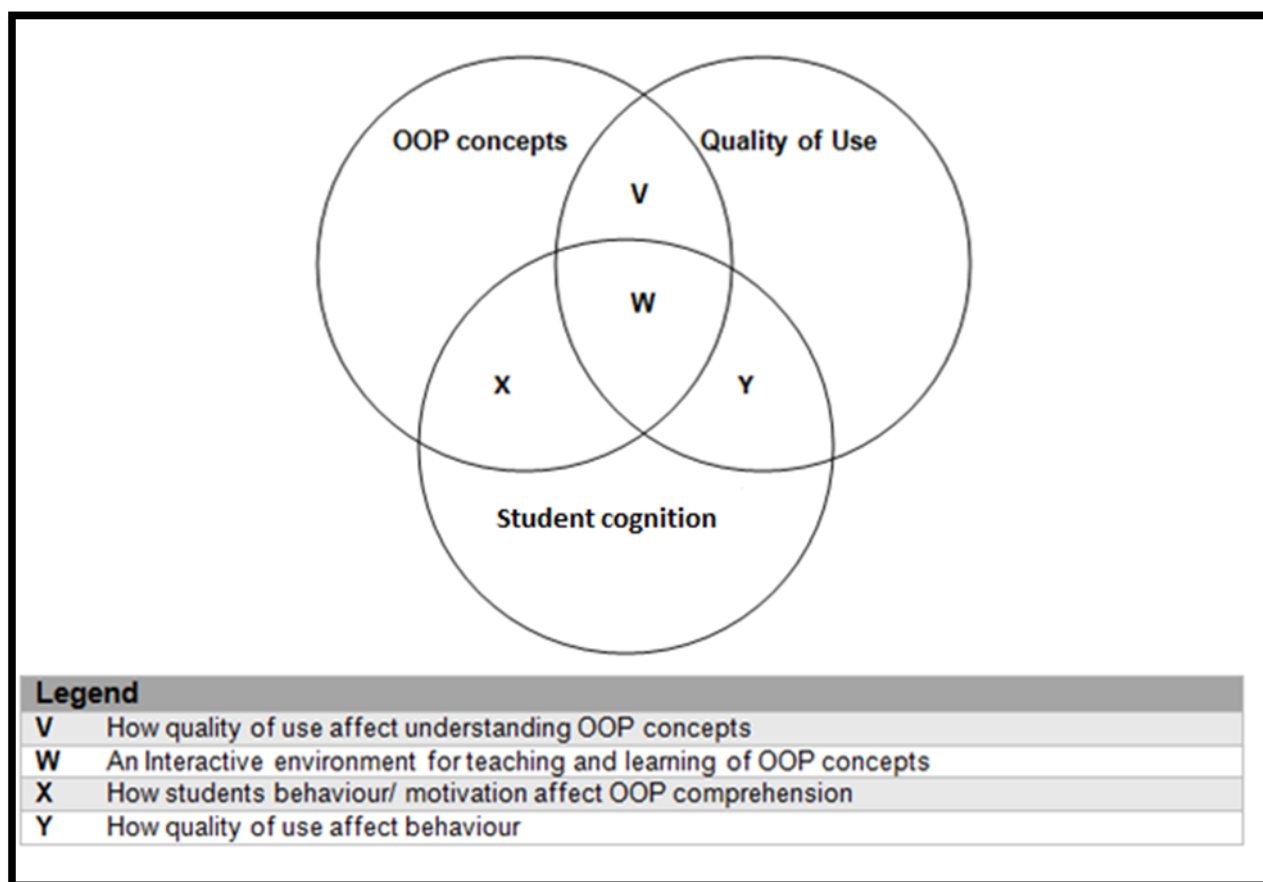 OOP concepts
Quality of Use
V
W
X
Y
Student cognition
Legend
V How quality of use affect understanding OOP concepts
W An Interactive environment for teaching and learning of OOP concepts
X How students behaviour/ motivation affect OOP comprehension
Y How quality of use affect behaviour